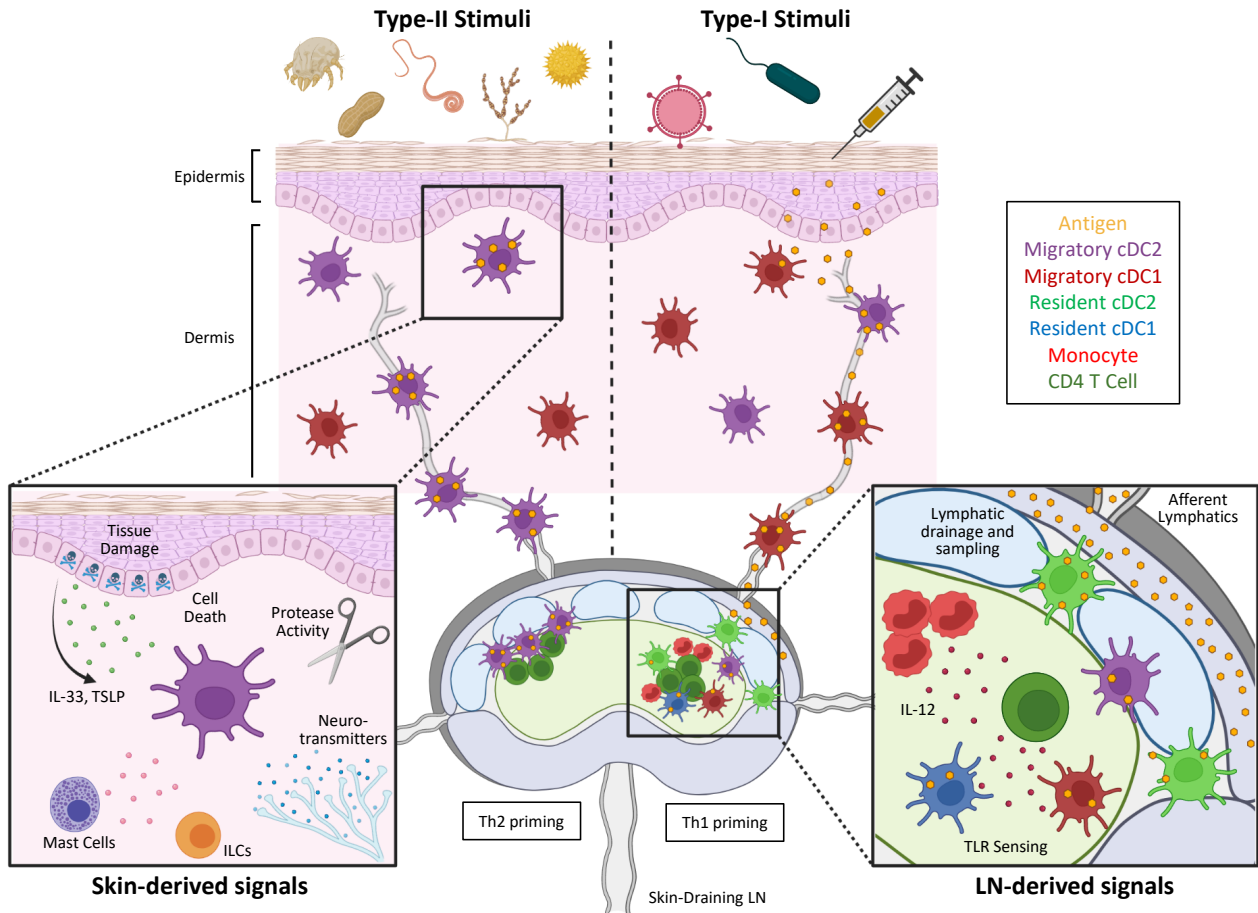 Type-II Stimuli
Type-I Stimuli
Epidermis
Dermis
Antigen
Migratory cDC2
Migratory cDC1
Resident cDC2
Resident cDC1
Monocyte
CD4 T Cell
Tissue
Damage
Cell
Death
Protease
Activity
IL-33, TSLP
Neuro-
transmitters
Mast Cells
ILCs
Skin-derived signals
Th2 priming
Th1 priming
Skin-Draining LN
Afferent
Lymphatics
Lymphatic
drainage and
sampling
IL-12
TLR Sensing
LN-derived signals